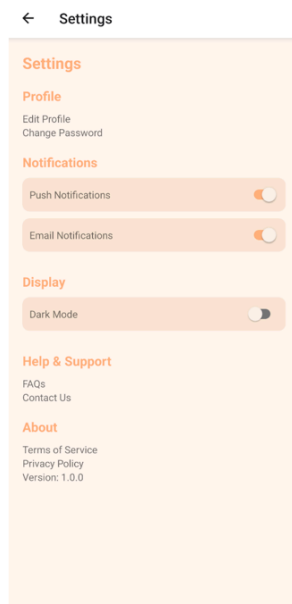 Settings
Settings
Profile
Edit Profile
Change Password
Notifications
Push Notifications
Email Notifications
Display
Dark Mode
Help & Support
FAQs
Contact Us
About
Terms of Service
Privacy Policy
Version: 1.0.0